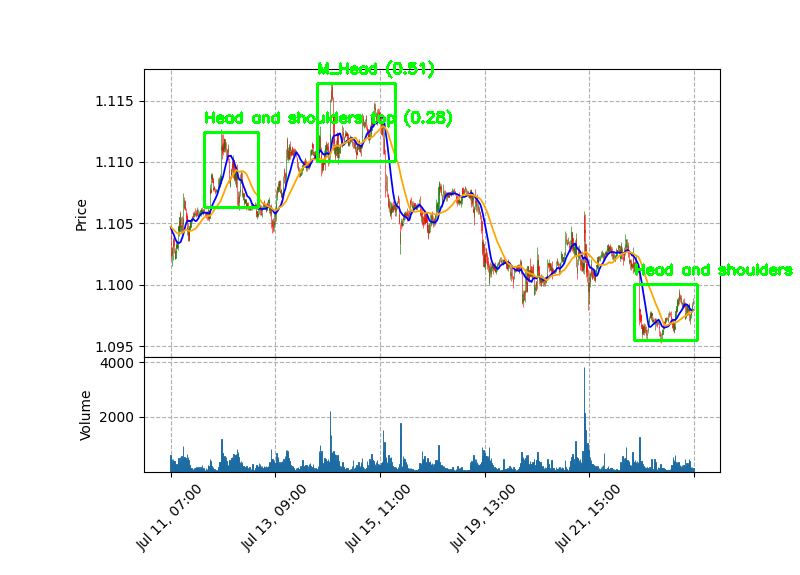 M_Head (0.51)
Head and shoulders top (0.28)
Head and shoulders
1.115
1.110
1.105
1.100
1.095
Price
4000
2000
Volume
Jul 11, 07:00
Jul 13, 09:00
Jul 15, 11:00
Jul 19, 13:00
Jul 21, 15:00